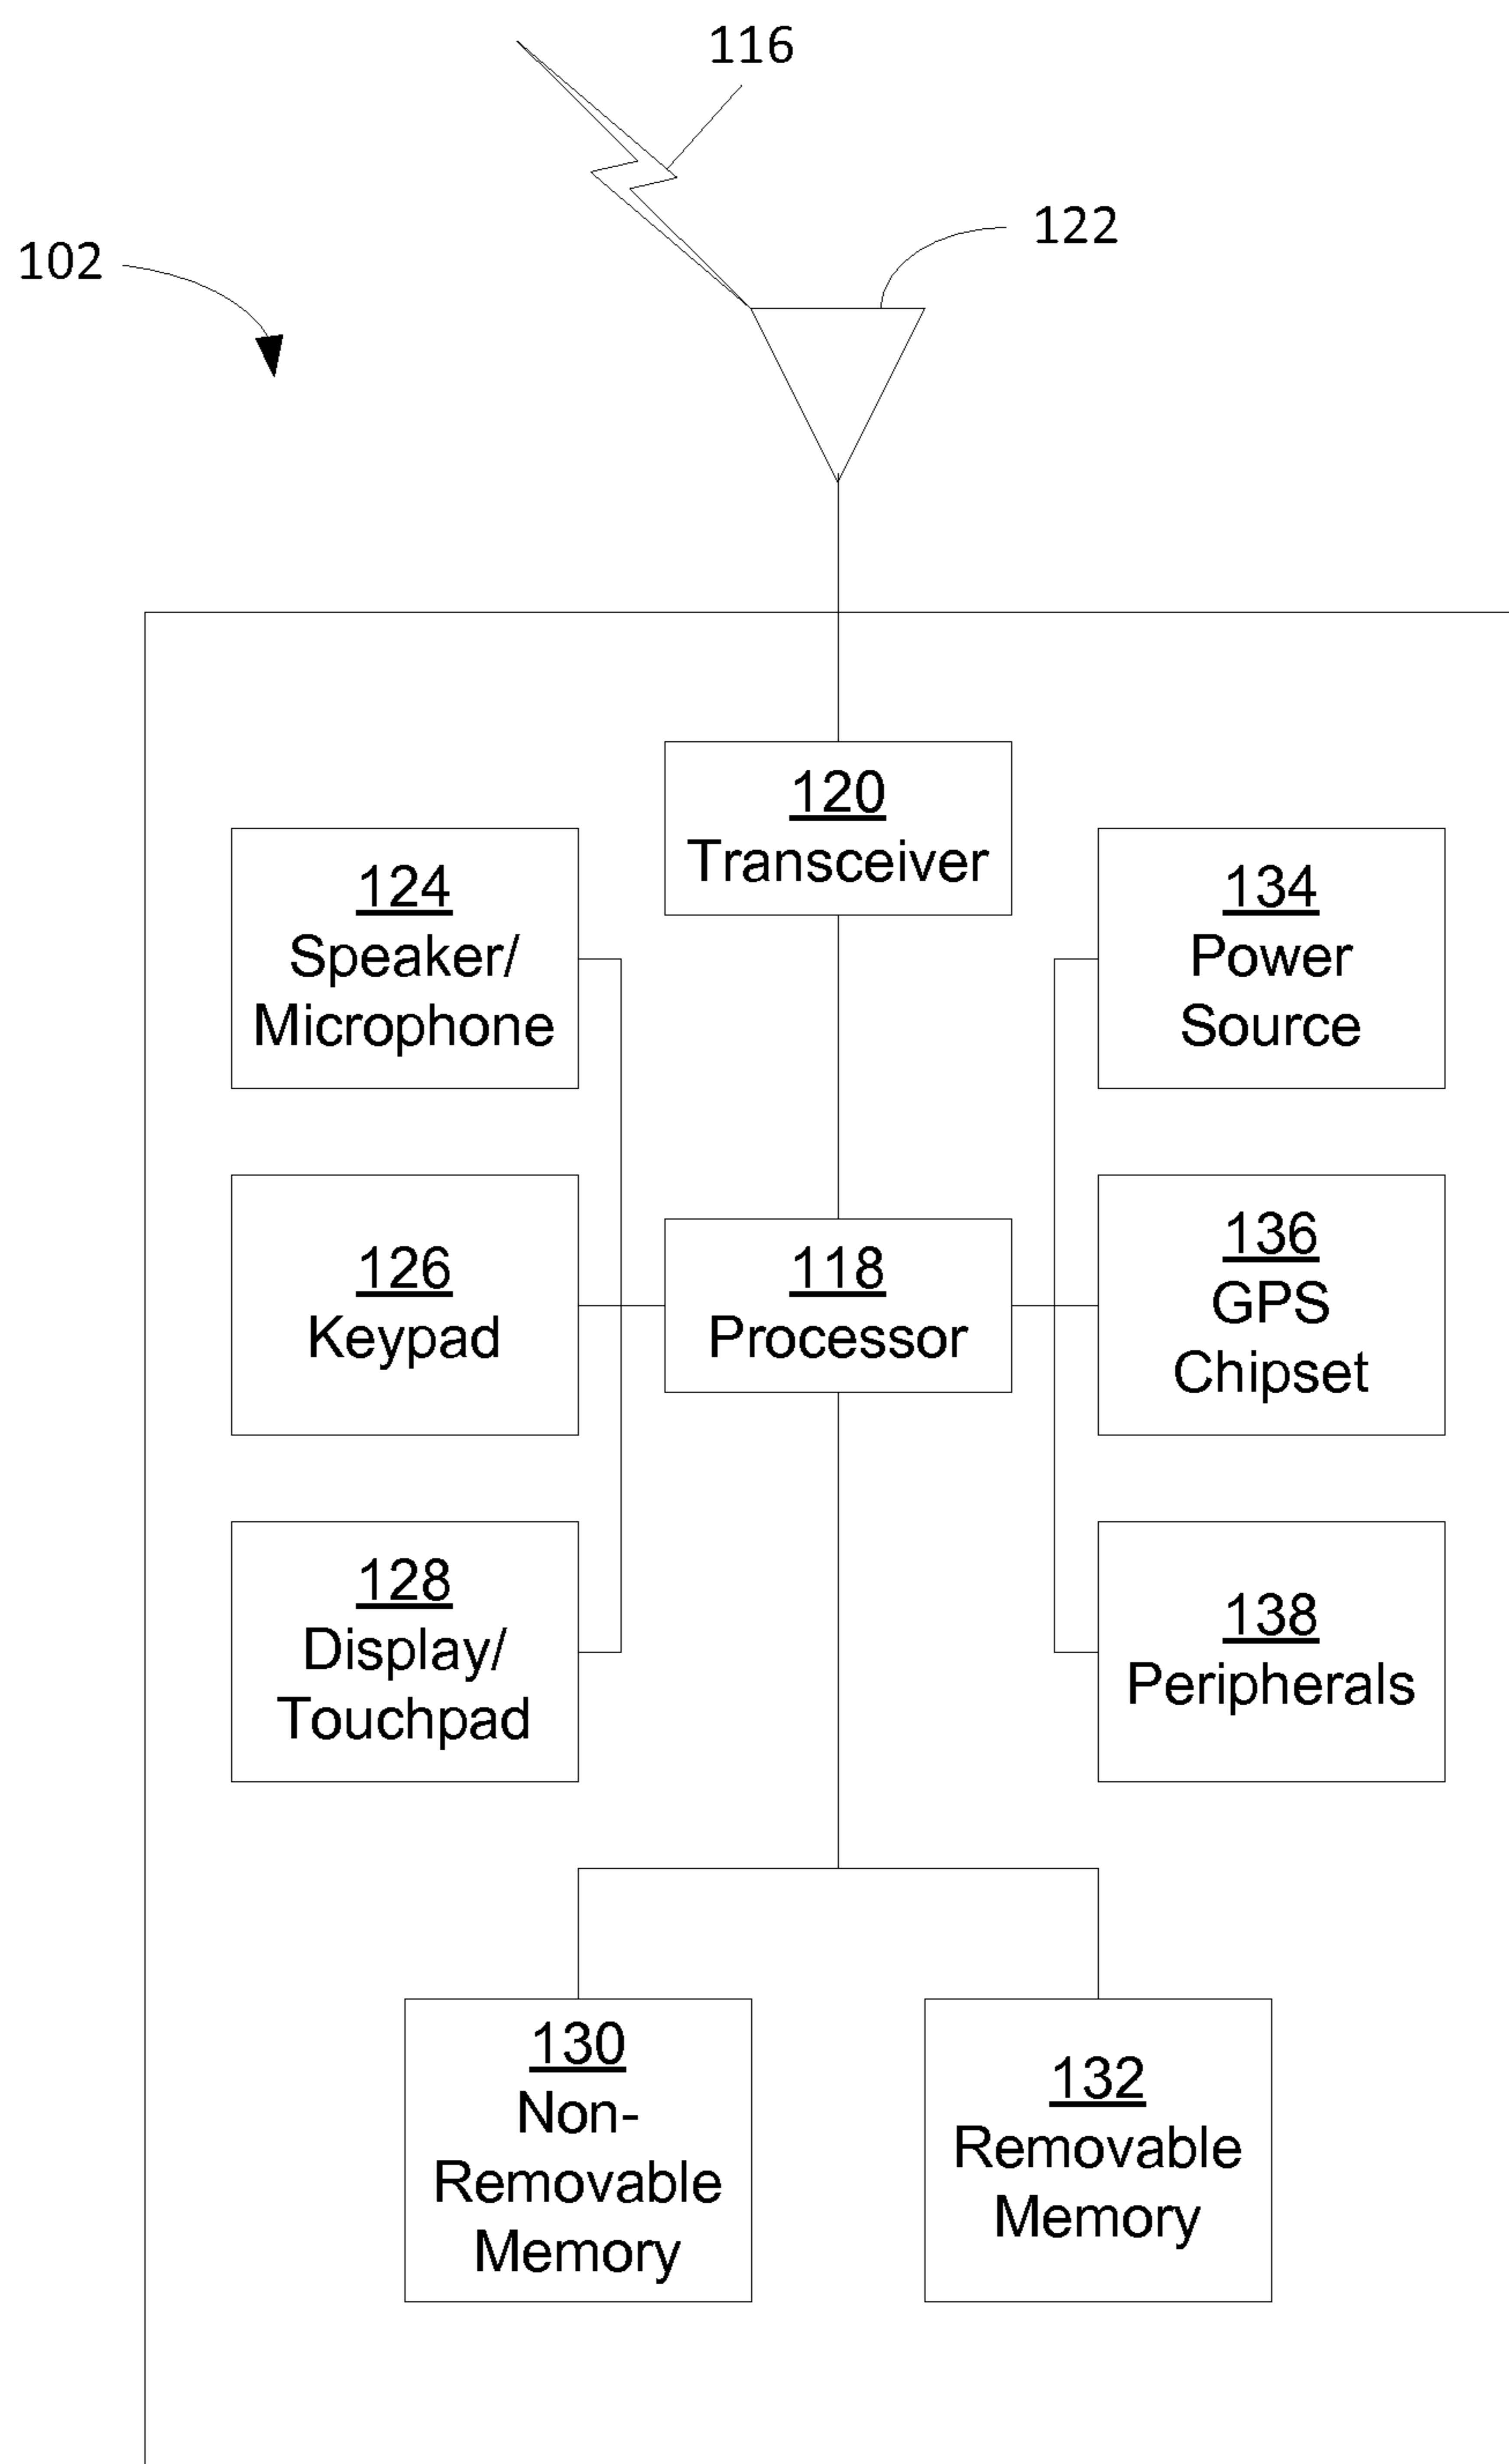 116
122
102
120
Transceiver
124
Speaker/
Microphone
134
Power
Source
126
Keypad
118
Processor
136
GPS
Chipset
128
Display/
Touchpad
138
Peripherals
130
Non-
Removable
Memory
132
Removable
Memory